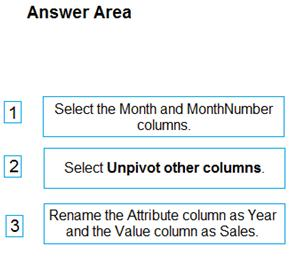 Answer Area
1
Select the Month and MonthNumber
columns.
2
Select Unpivot other columns.
3
Rename the Attribute column as Year
and the Value column as Sales.